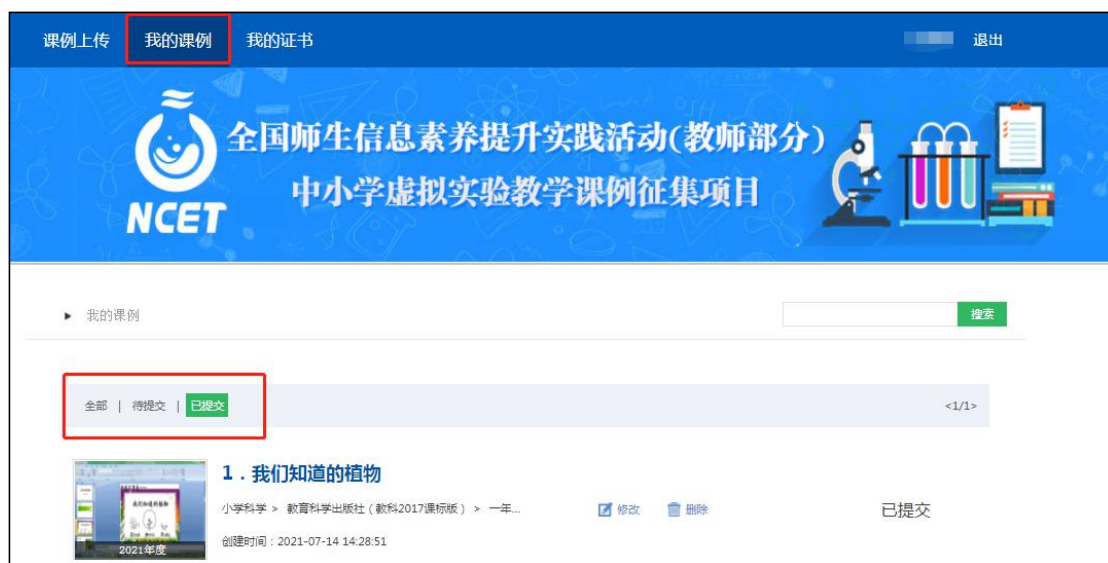 课例上传 我的课例 我的证书 退出
全国师生信息素养提升实践活动(教师部分)
中小学虚拟实验教学课例征集项目
NCET
▶ 我的课例 搜索
全部 | 待提交 | 已提交 <1/1>
1．我们知道的植物
小学科学 > 教育科学出版社（教科2017课标版） > 一年... 修改 删除 已提交
创建时间：2021-07-14 14:28:51
2021年度